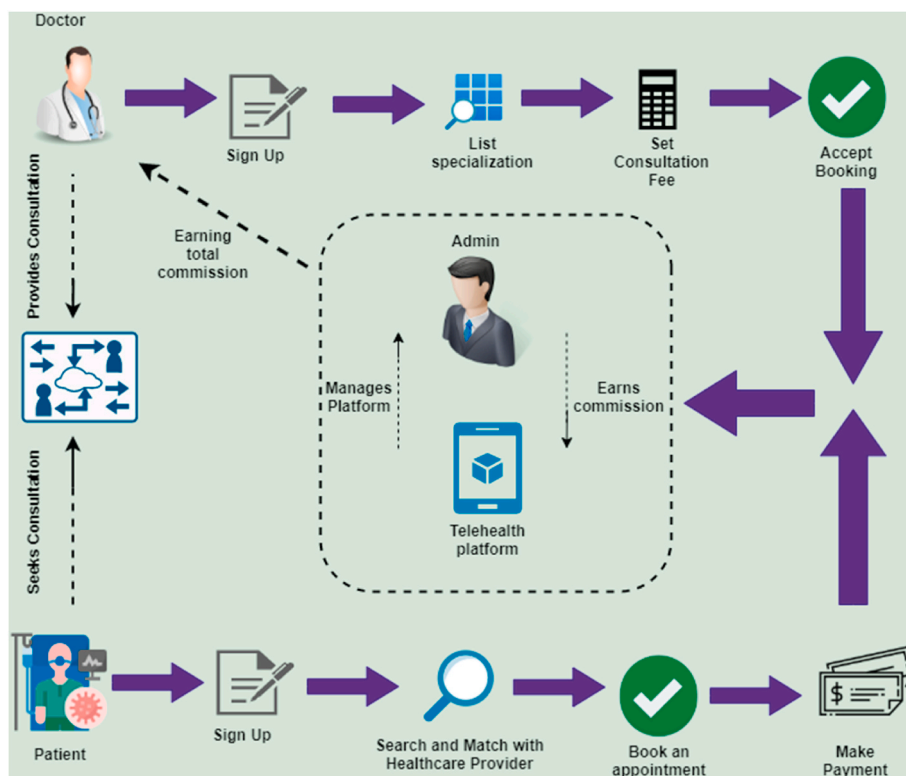 Doctor
Sign Up
List
specialization
Set
Consultation
Fee
Accept
Booking
Provides Consultation
Earning
total
commission
Admin
Manages
Platform
Earns
commission
Telehealth
platform
Seeks Consultation
Patient
Sign Up
Search and Match with
Healthcare Provider
Book an
appointment
$
Make
Payment